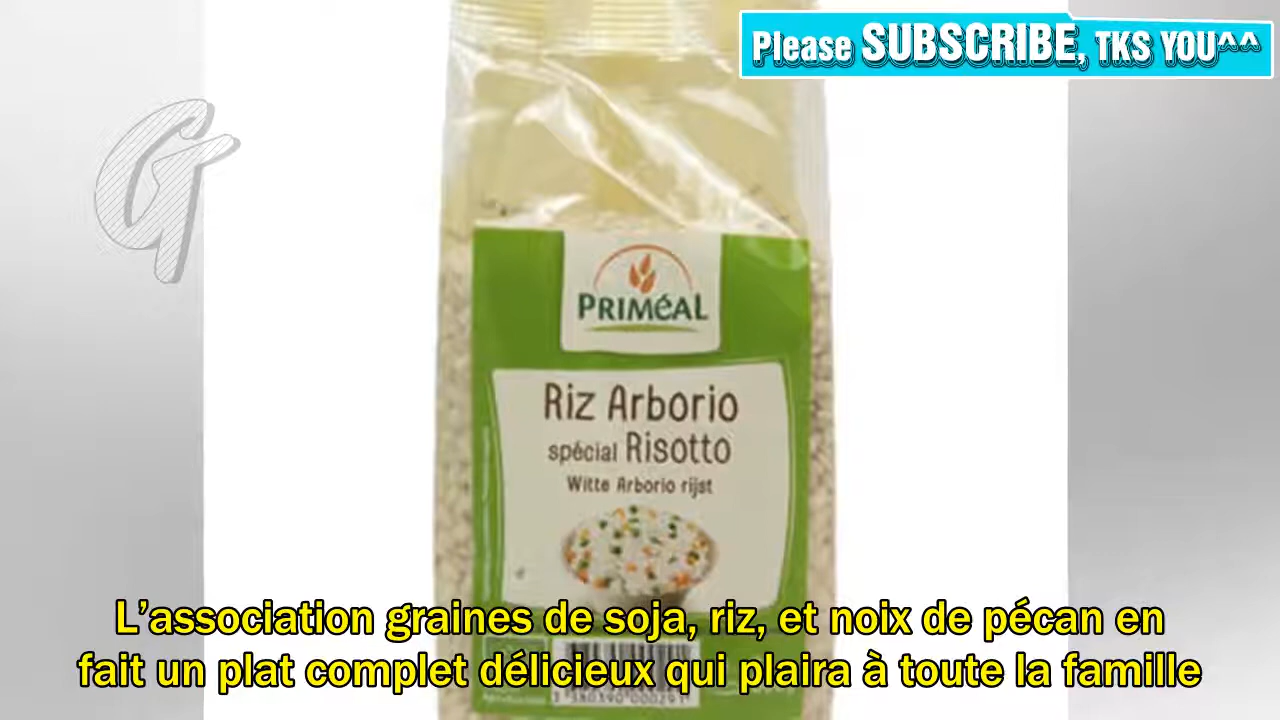 Please SUBSCRIBE, TKS YOU^^
G
PRIMÉAL
Riz Arborio
spécial Risotto
Witte Arborio rijst
L'association graines de soja, riz, et noix de pécan en
fait un plat complet délicieux qui plaira à toute la famille